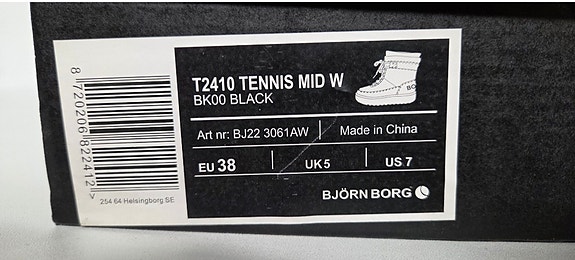 T2410 TENNIS MID W
BK00 BLACK
Art nr: BJ22 3061AW
Made in China
EU 38
UK 5
US 7
BJÖRN BORG
8 720206 822412 >
254 64 Helsingborg SE